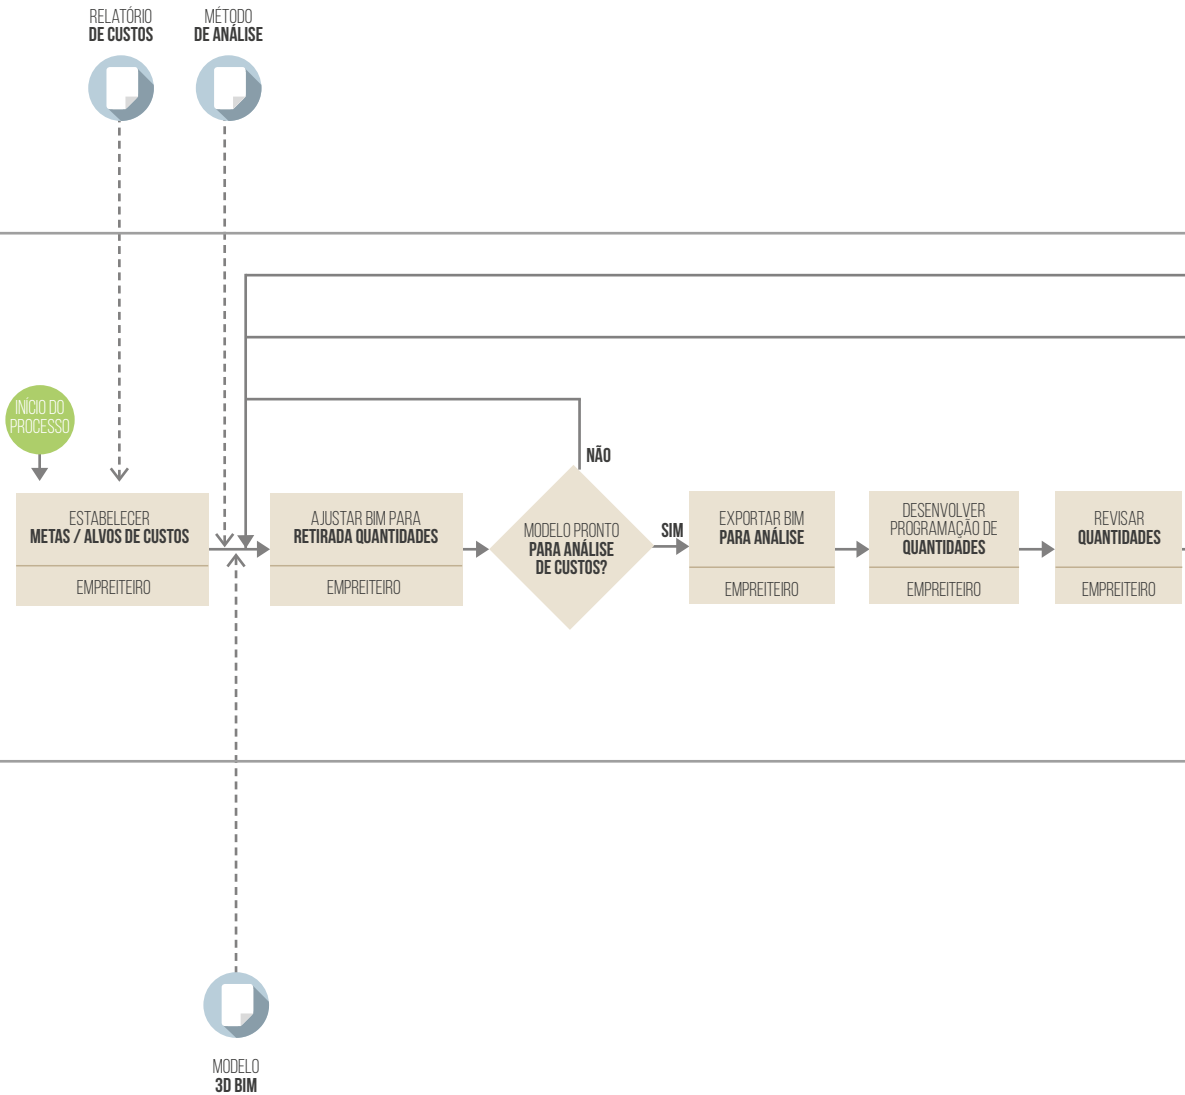 RELATÓRIO
DE CUSTOS
MÉTODO
DE ANÁLISE
INÍCIO DO
PROCESSO
ESTABELECER
METAS / ALVOS DE CUSTOS
EMPREITEIRO
AJUSTAR BIM PARA
RETIRADA QUANTIDADES
EMPREITEIRO
NÃO
MODELO PRONTO
PARA ANÁLISE
DE CUSTOS?
SIM
EXPORTAR BIM
PARA ANÁLISE
EMPREITEIRO
DESENVOLVER
PROGRAMAÇÃO DE
QUANTIDADES
EMPREITEIRO
REVISAR
QUANTIDADES
EMPREITEIRO
MODELO
3D BIM